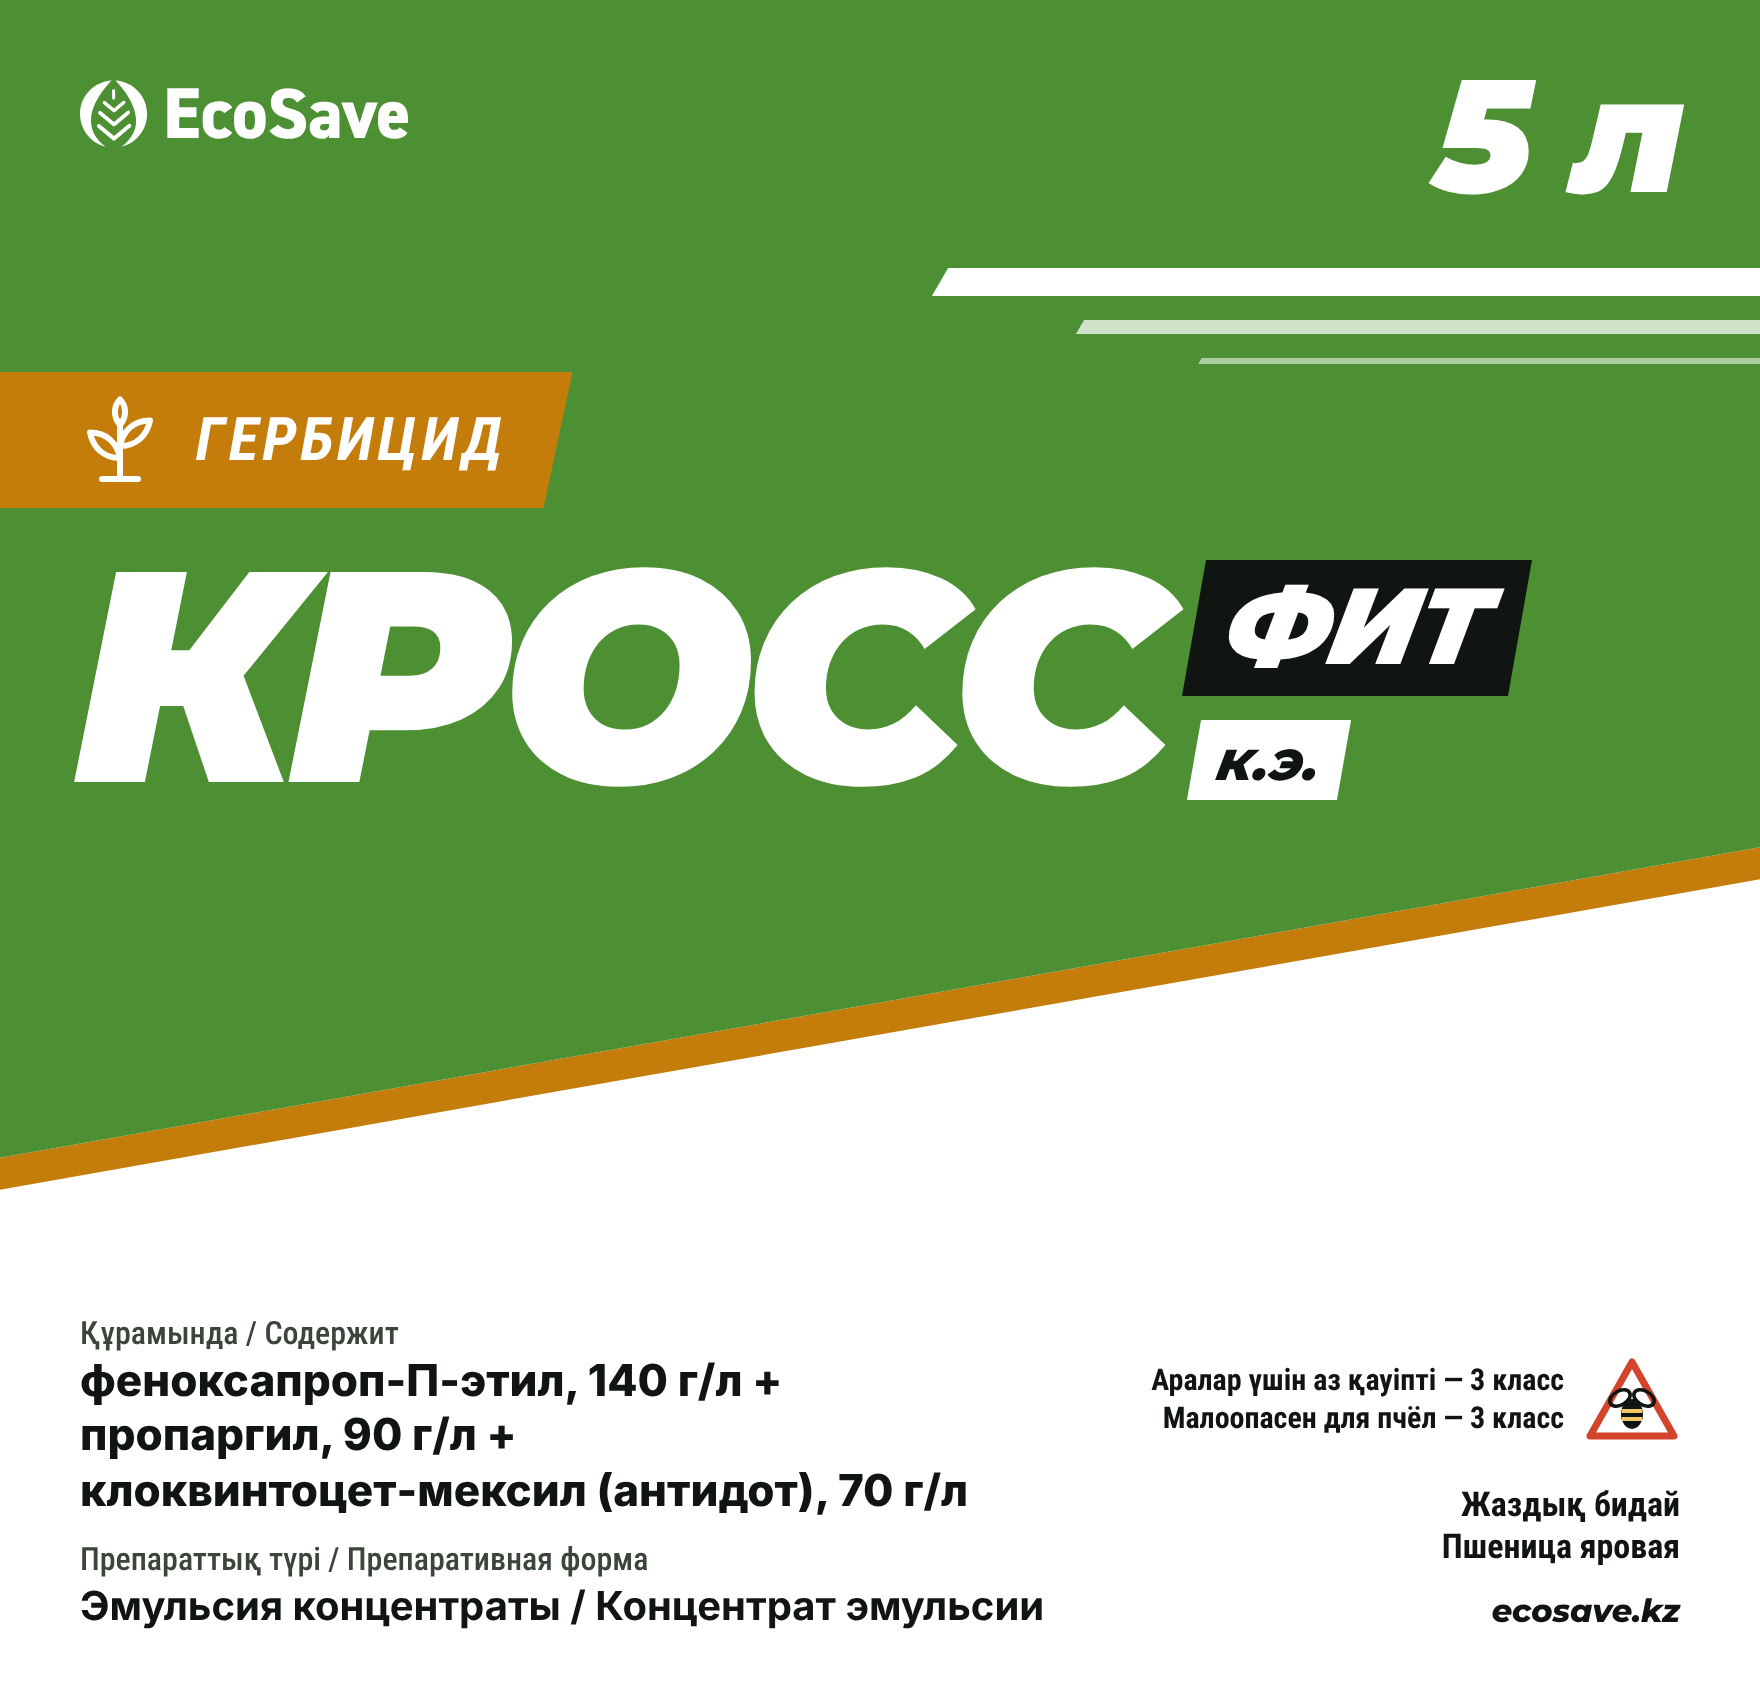 EcoSave
5 л
ГЕРБИЦИД
КРОСС ФИТ
к.э.
Құрамында / Содержит
феноксапроп-П-этил, 140 г/л +
пропаргил, 90 г/л +
клоквинтоцет-мексил (антидот), 70 г/л
Препараттық түрі / Препаративная форма
Эмульсия концентраты / Концентрат эмульсии
Аралар үшін аз қауіпті — 3 класс
Малоопасен для пчёл — 3 класс
Жаздық бидай
Пшеница яровая
ecosave.kz